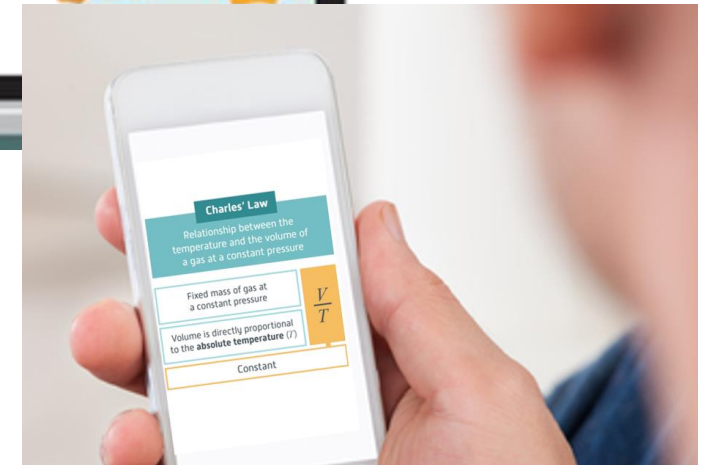 Charles' Law
Relationship between the
temperature and the volume of
a gas at a constant pressure
Fixed mass of gas at
a constant pressure
Volume is directly proportional
to the absolute temperature (T)
V
T
Constant